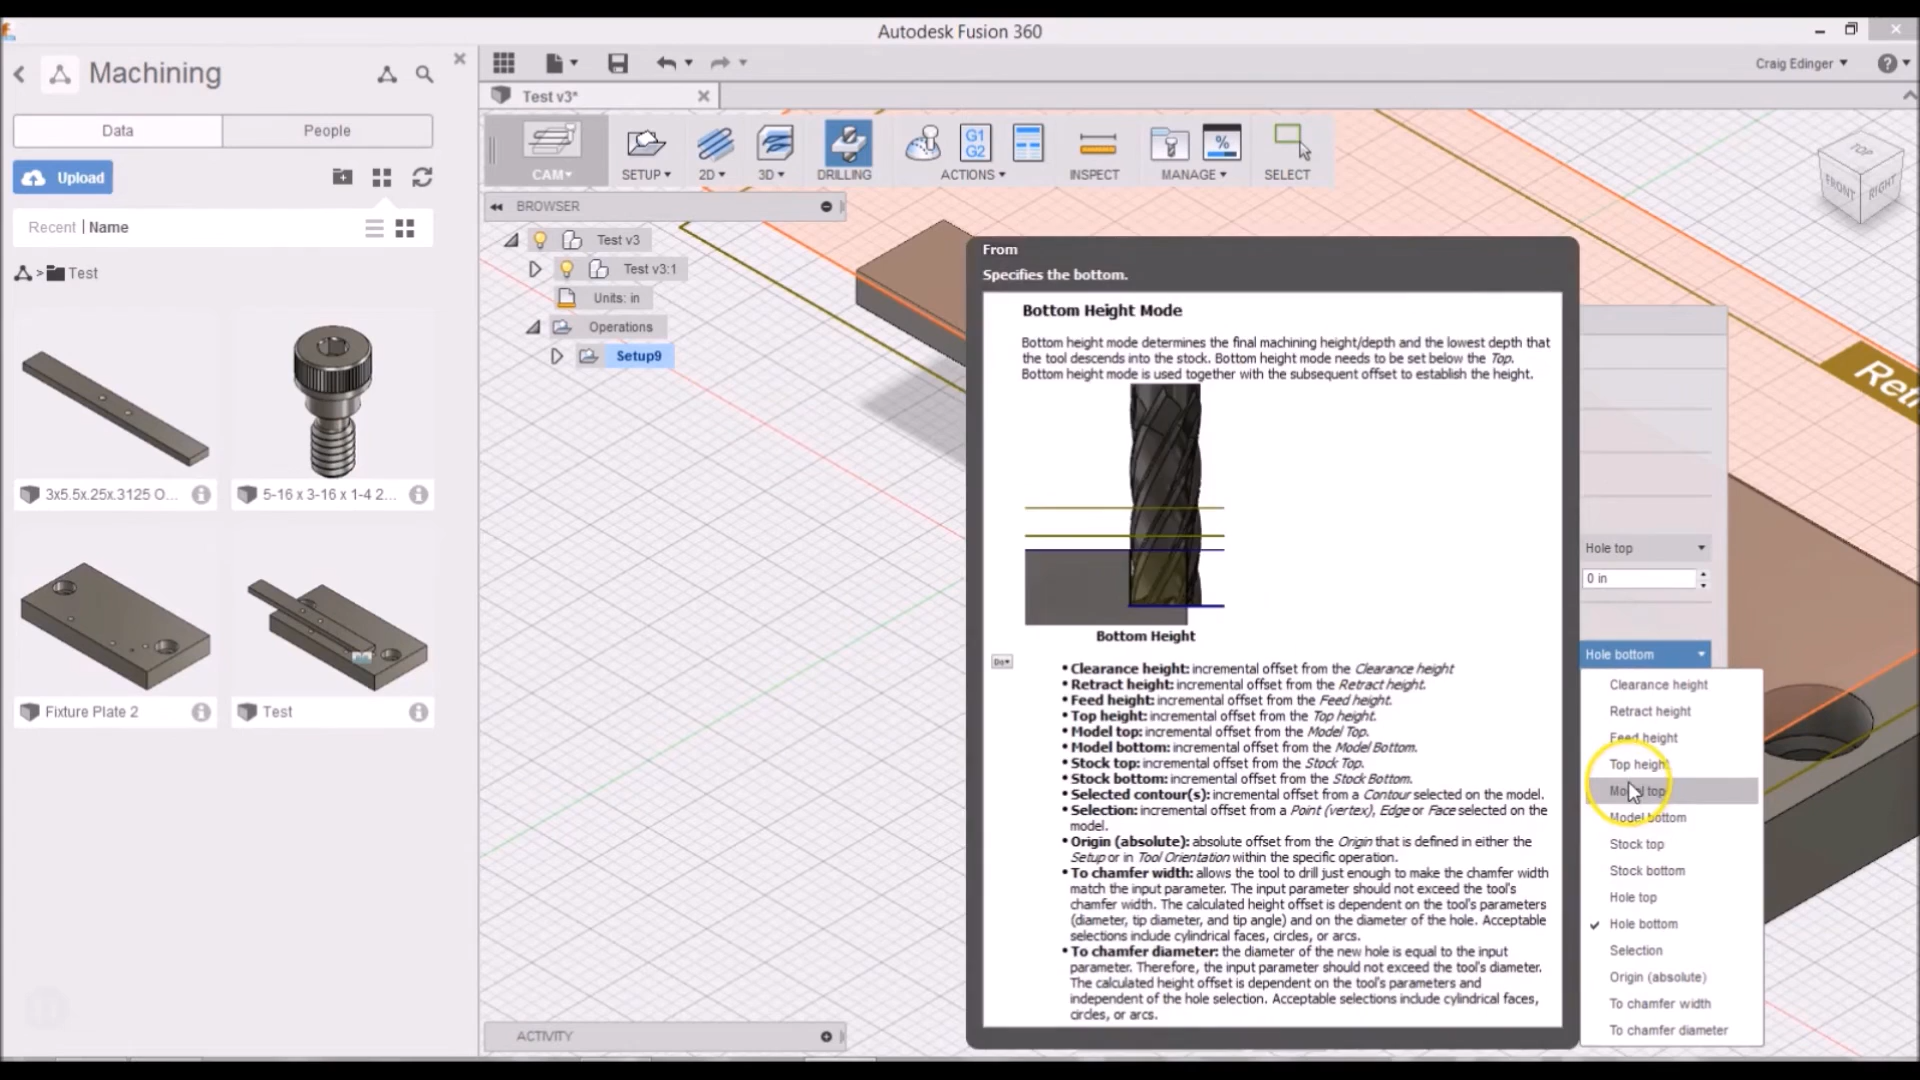 Autodesk Fusion 360
Machining
Data
People
Upload
Recent | Name
> Test
3x5.5x.25x.3125 O...
5-16 x 3-16 x 1-4 2...
Fixture Plate 2
Test
Craig Edinger
Test v3*
CAM
SETUP
2D
3D
DRILLING
G1
G2
ACTIONS
INSPECT
%
MANAGE
SELECT
TOP
FRONT
RIGHT
BROWSER
Test v3
Test v3:1
Units: in
Operations
Setup9
ACTIVITY
From
Specifies the bottom.
Bottom Height Mode
Bottom height mode determines the final machining height/depth and the lowest depth that
the tool descends into the stock. Bottom height mode needs to be set below the Top.
Bottom height mode is used together with the subsequent offset to establish the height.
Bottom Height
• Clearance height: incremental offset from the Clearance height
• Retract height: incremental offset from the Retract height.
• Feed height: incremental offset from the Feed height.
• Top height: incremental offset from the Top height.
• Model top: incremental offset from the Model Top.
• Model bottom: incremental offset from the Model Bottom.
• Stock top: incremental offset from the Stock Top.
• Stock bottom: incremental offset from the Stock Bottom.
• Selected contour(s): incremental offset from a Contour selected on the model.
• Selection: incremental offset from a Point (vertex), Edge or Face selected on the
model.
• Origin (absolute): absolute offset from the Origin that is defined in either the
Setup or in Tool Orientation within the specific operation.
• To chamfer width: allows the tool to drill just enough to make the chamfer width
match the input parameter. The input parameter should not exceed the tool's
chamfer width. The calculated height offset is dependent on the tool's parameters
(diameter, tip diameter, and tip angle) and on the diameter of the hole. Acceptable
selections include cylindrical faces, circles, or arcs.
• To chamfer diameter: the diameter of the new hole is equal to the input
parameter. Therefore, the input parameter should not exceed the tool's diameter.
The calculated height offset is dependent on the tool's parameters and
independent of the hole selection. Acceptable selections include cylindrical faces,
circles, or arcs.
Hole top
0 in
Hole bottom
Clearance height
Retract height
Feed height
Top height
Model top
Model bottom
Stock top
Stock bottom
Hole top
Hole bottom
Selection
Origin (absolute)
To chamfer width
To chamfer diameter